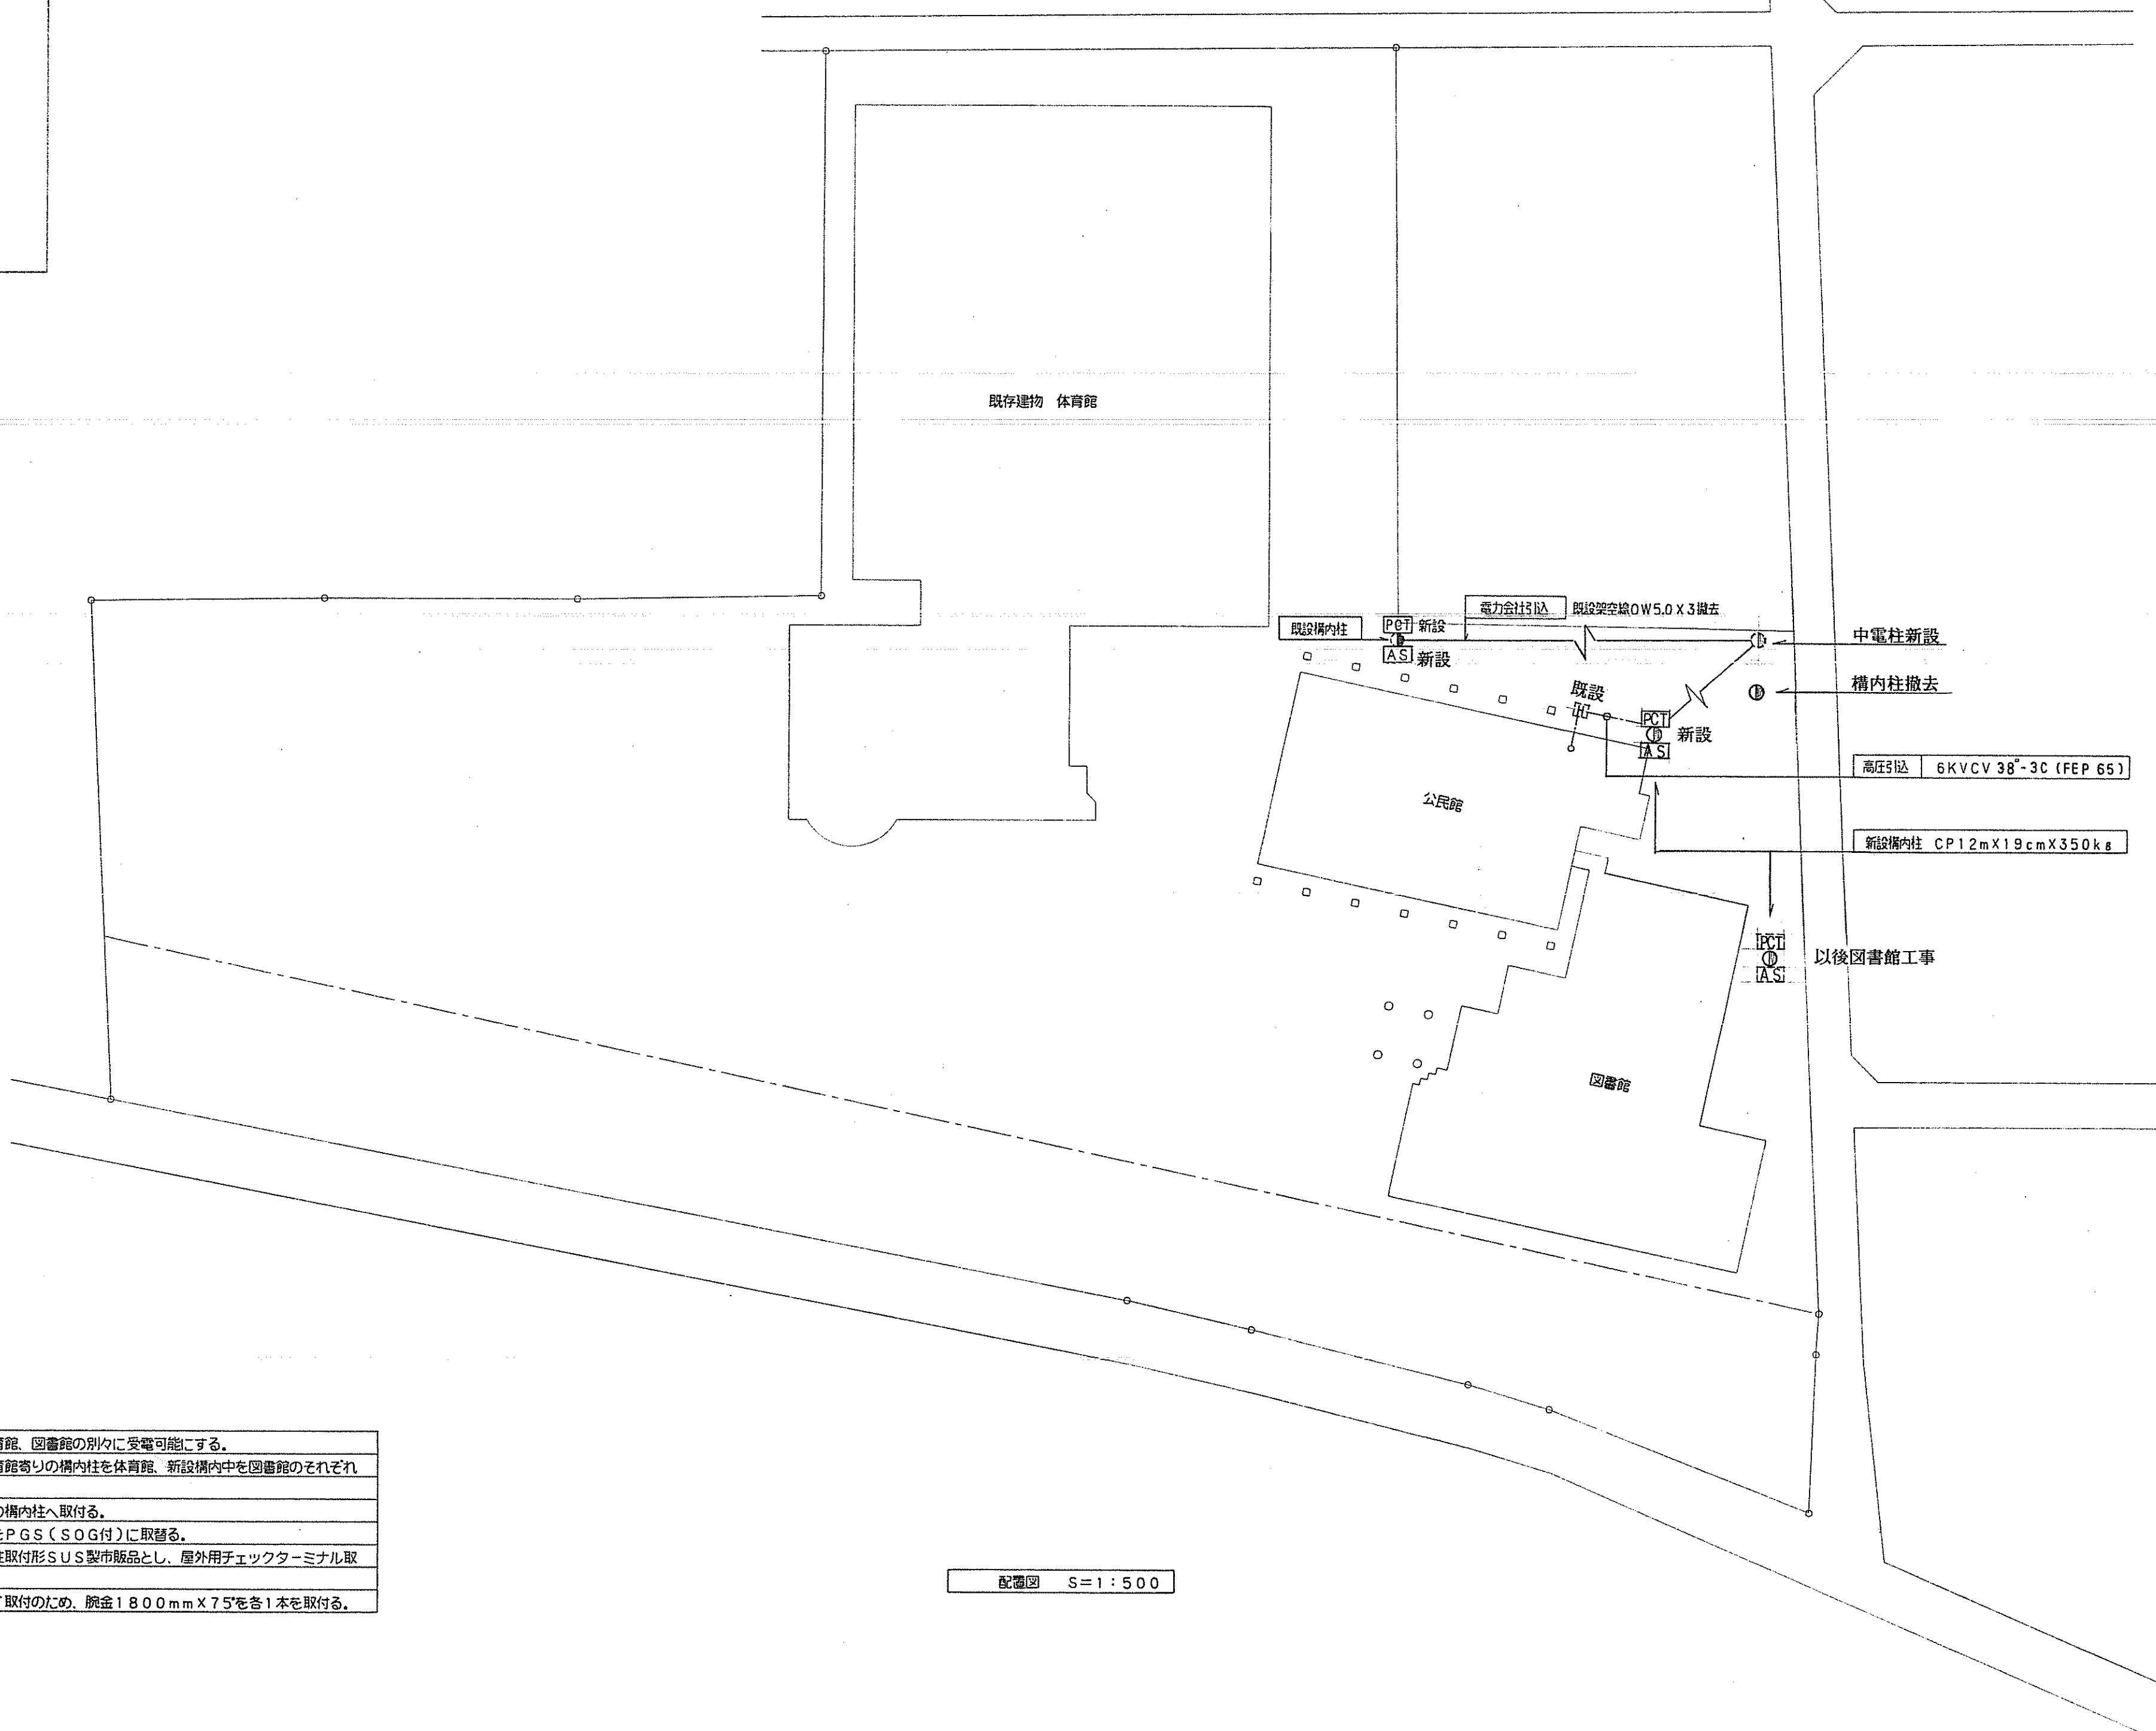 既存建物　体育館
電力会社引込　既設架空線OW5.0X3撤去
既設構内柱
PCT 新設
AS 新設
中電柱新設
構内柱撤去
既設
PCT
新設
AS
高圧引込　6KVCV 38°-3C (FEP 65)
公民館
新設構内柱　CP12mX19cmX350kg
PCT
以後図書館工事
AS
図書館
館、図書館の別々に受電可能にする。
館寄りの構内柱を体育館、新設構内中を図書館のそれぞれ
構内柱へ取付る。
PGS(SOG付)に取替る。
取付形SUS製市販品とし、屋外用チェックターミナル取
取付のため、腕金1800mmX75°を各1本を取付る。
配置図　S=1:500